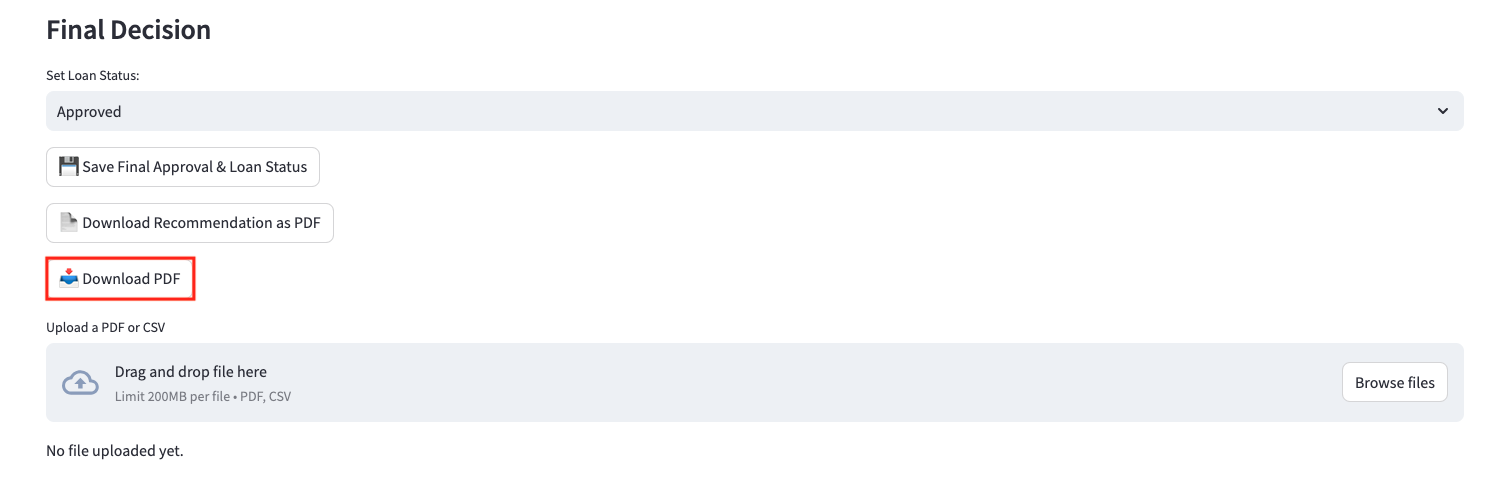 Final Decision
Set Loan Status:
Approved
Save Final Approval & Loan Status
Download Recommendation as PDF
Download PDF
Upload a PDF or CSV
Drag and drop file here
Limit 200MB per file • PDF, CSV
Browse files
No file uploaded yet.